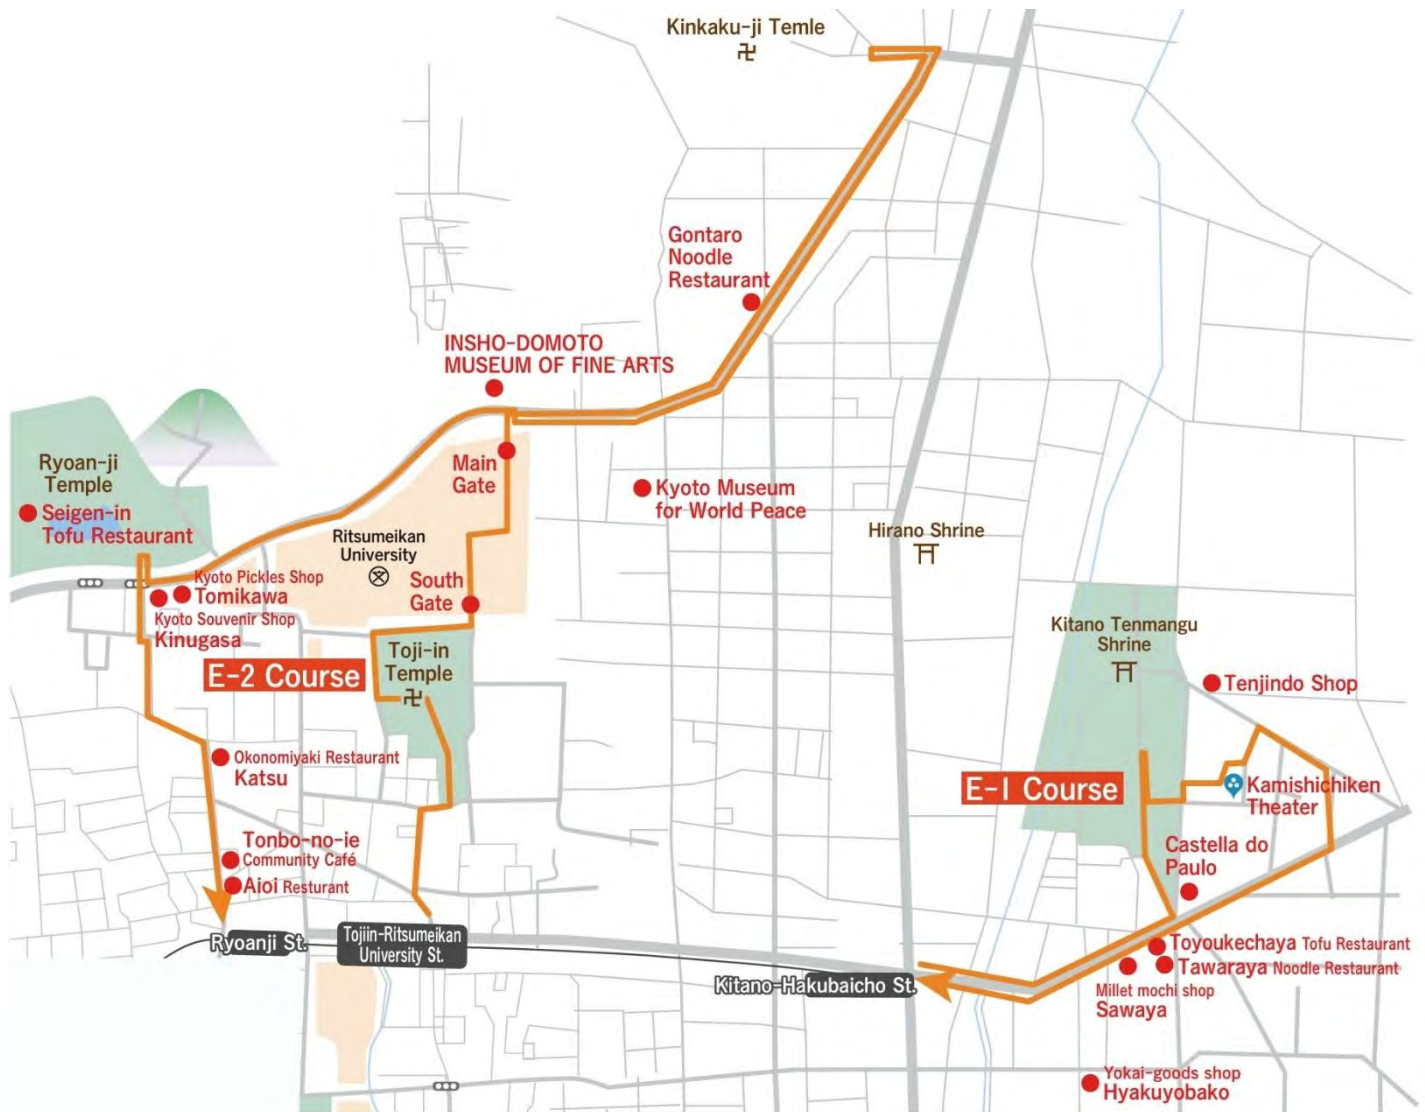 Kinkaku-ji Temle
Gontaro
Noodle
Restaurant
INSHO-DOMOTO
MUSEUM OF FINE ARTS
Ryoan-ji
Temple
Seigen-in
Tofu Restaurant
Main
Gate
Kyoto Museum
for World Peace
Ritsumeikan
University
Hirano Shrine
Kyoto Pickles Shop
Tomikawa
Kyoto Souvenir Shop
Kinugasa
South
Gate
Toji-in
Temple
E-2 Course
Kitano Tenmangu
Shrine
Tenjindo Shop
Okonomiyaki Restaurant
Katsu
E-1 Course
Kamishichiken
Theater
Tonbo-no-ie
Community Café
Aioi Resturant
Castella do
Paulo
Ryoanji St.
Tojiin-Ritsumeikan
University St.
Kitano-Hakubaicho St.
Toyoukechaya Tofu Restaurant
Tawaraya Noodle Restaurant
Millet mochi shop
Sawaya
Yokai-goods shop
Hyakuyobako